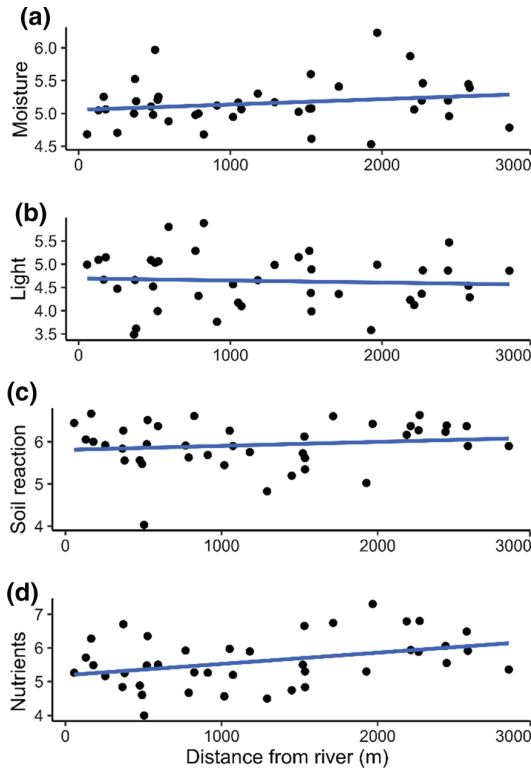 (a)
Moisture
6.0
5.5
5.0
4.5
0 1000 2000 3000
(b)
Light
5.5
5.0
4.5
4.0
3.5
0 1000 2000 3000
(c)
Soil reaction
6
5
4
0 1000 2000 3000
(d)
Nutrients
7
6
5
4
0 1000 2000 3000
Distance from river (m)